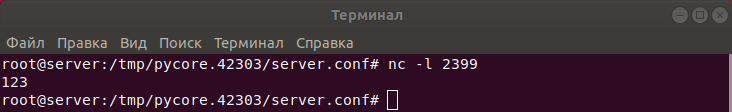 Терминал
Файл Правка Вид Поиск Терминал Справка
root@server:/tmp/pycore.42303/server.conf# nc -l 2399
123
root@server:/tmp/pycore.42303/server.conf#